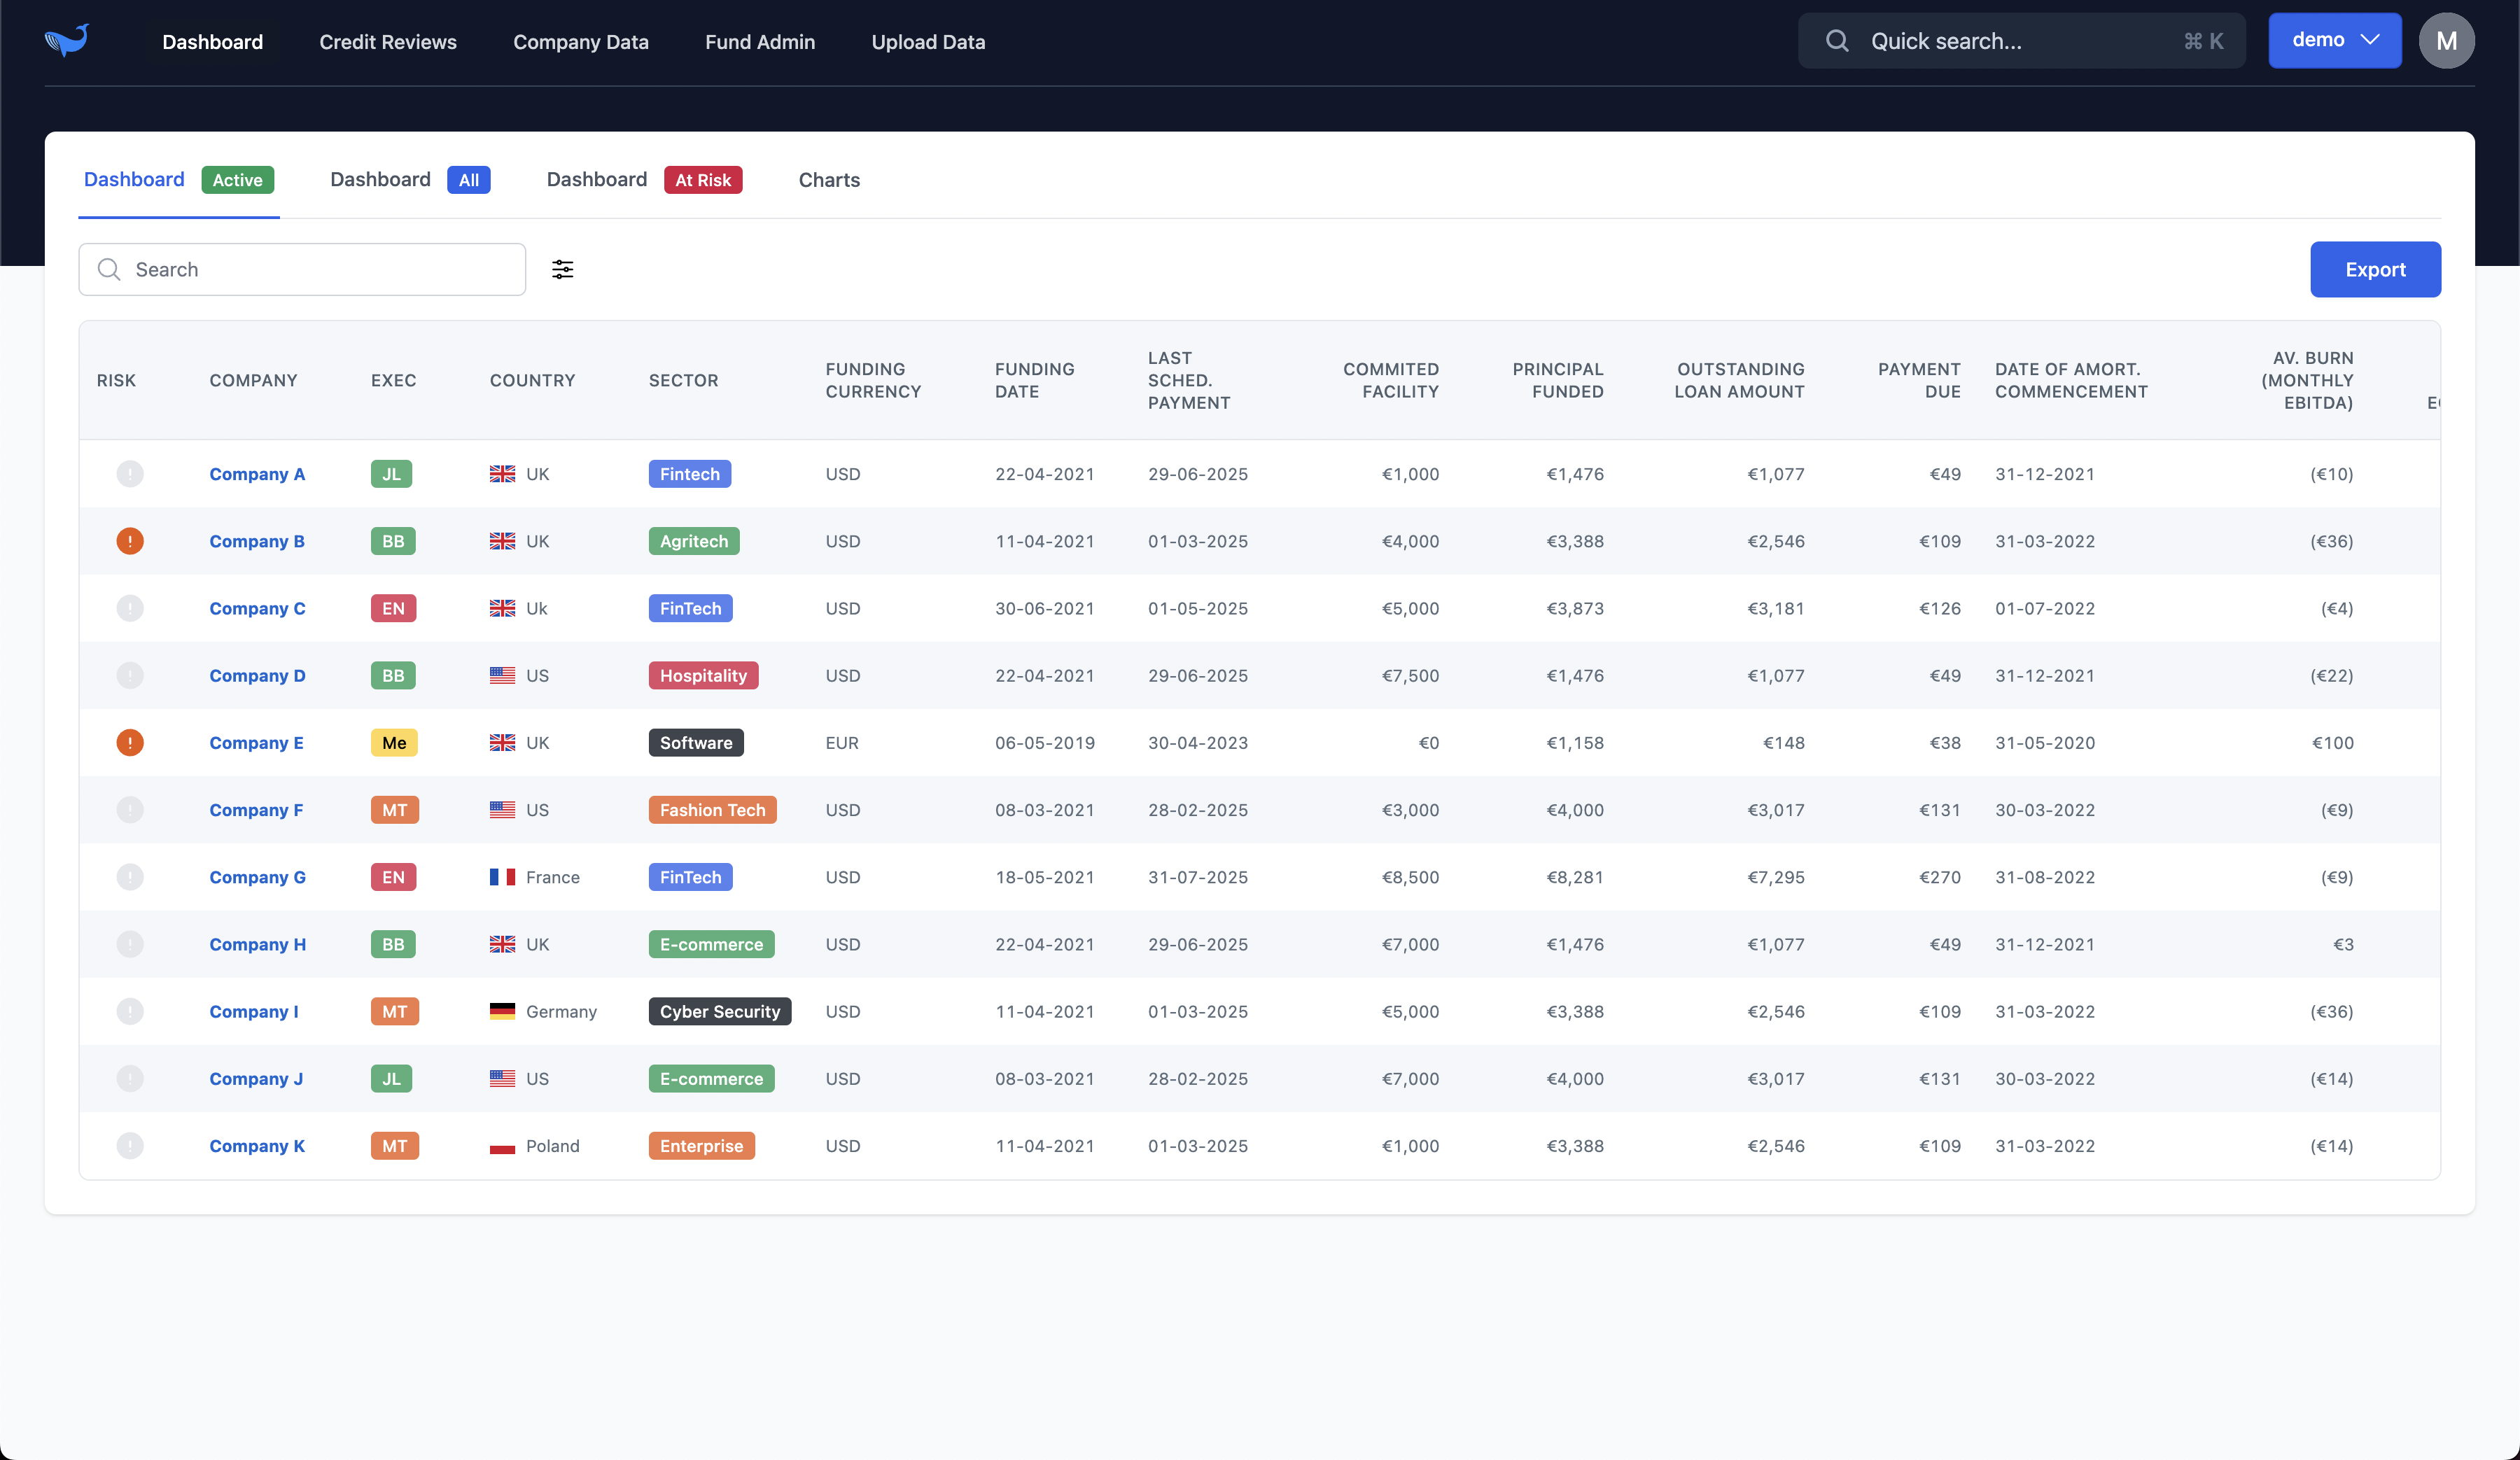 Dashboard Credit Reviews Company Data Fund Admin Upload Data Quick search... ⌘ K demo M
Dashboard Active Dashboard All Dashboard At Risk Charts
Search Export
RISK COMPANY EXEC COUNTRY SECTOR FUNDING CURRENCY FUNDING DATE LAST SCHED. PAYMENT COMMITED FACILITY PRINCIPAL FUNDED OUTSTANDING LOAN AMOUNT PAYMENT DUE DATE OF AMORT. COMMENCEMENT AV. BURN (MONTHLY EBITDA)
! Company A JL UK Fintech USD 22-04-2021 29-06-2025 €1,000 €1,476 €1,077 €49 31-12-2021 (€10)
! Company B BB UK Agritech USD 11-04-2021 01-03-2025 €4,000 €3,388 €2,546 €109 31-03-2022 (€36)
! Company C EN Uk FinTech USD 30-06-2021 01-05-2025 €5,000 €3,873 €3,181 €126 01-07-2022 (€4)
! Company D BB US Hospitality USD 22-04-2021 29-06-2025 €7,500 €1,476 €1,077 €49 31-12-2021 (€22)
! Company E Me UK Software EUR 06-05-2019 30-04-2023 €0 €1,158 €148 €38 31-05-2020 €100
! Company F MT US Fashion Tech USD 08-03-2021 28-02-2025 €3,000 €4,000 €3,017 €131 30-03-2022 (€9)
! Company G EN France FinTech USD 18-05-2021 31-07-2025 €8,500 €8,281 €7,295 €270 31-08-2022 (€9)
! Company H BB UK E-commerce USD 22-04-2021 29-06-2025 €7,000 €1,476 €1,077 €49 31-12-2021 €3
! Company I MT Germany Cyber Security USD 11-04-2021 01-03-2025 €5,000 €3,388 €2,546 €109 31-03-2022 (€36)
! Company J JL US E-commerce USD 08-03-2021 28-02-2025 €7,000 €4,000 €3,017 €131 30-03-2022 (€14)
! Company K MT Poland Enterprise USD 11-04-2021 01-03-2025 €1,000 €3,388 €2,546 €109 31-03-2022 (€14)